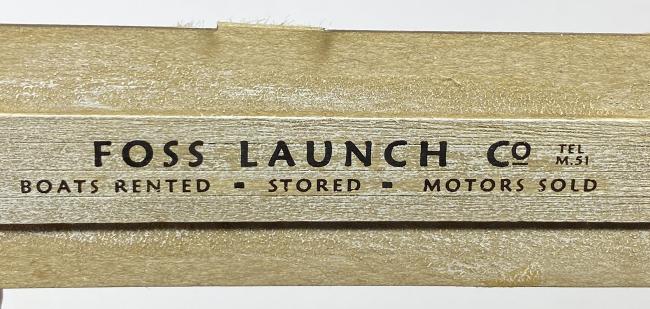 FOSS LAUNCH Co TEL M.51
BOATS RENTED - STORED - MOTORS SOLD